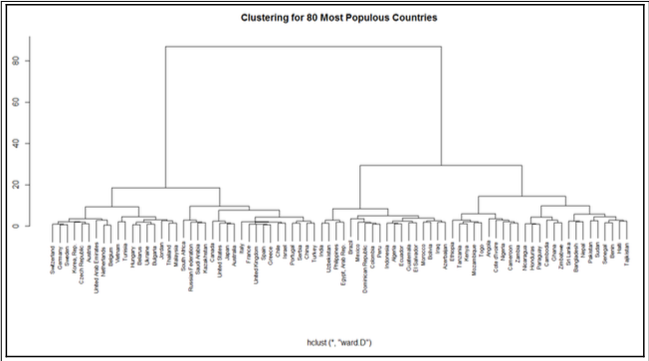 Clustering for 80 Most Populous Countries
80
60
40
20
0
Switzerland
Germany
Sweden
Korea Rep.
Czech Republic
Austria
United Arab Emirates
Netherlands
Belgium
Vietnam
Tunisia
Hungary
Belarus
Ukraine
Bulgaria
Jordan
Thailand
Malaysia
South Africa
Russian Federation
Saudi Arabia
Kazakhstan
Canada
United States
Japan
Australia
Italy
France
United Kingdom
Spain
Greece
Chile
Israel
Portugal
Serbia
China
Turkey
India
Uzbekistan
Philippines
Egypt, Arab Rep.
Brazil
Mexico
Dominican Republic
Colombia
Peru
Indonesia
Algeria
Ecuador
Guatemala
El Salvador
Morocco
Bolivia
Iraq
Azerbaijan
Ethiopia
Tanzania
Kenya
Mozambique
Togo
Angola
Cote d'Ivoire
Nigeria
Cameroon
Zambia
Nicaragua
Honduras
Paraguay
Cambodia
Ghana
Zimbabwe
Sri Lanka
Bangladesh
Nepal
Pakistan
Sudan
Senegal
Benin
Haiti
Tajikistan
hclust (*, "ward.D")